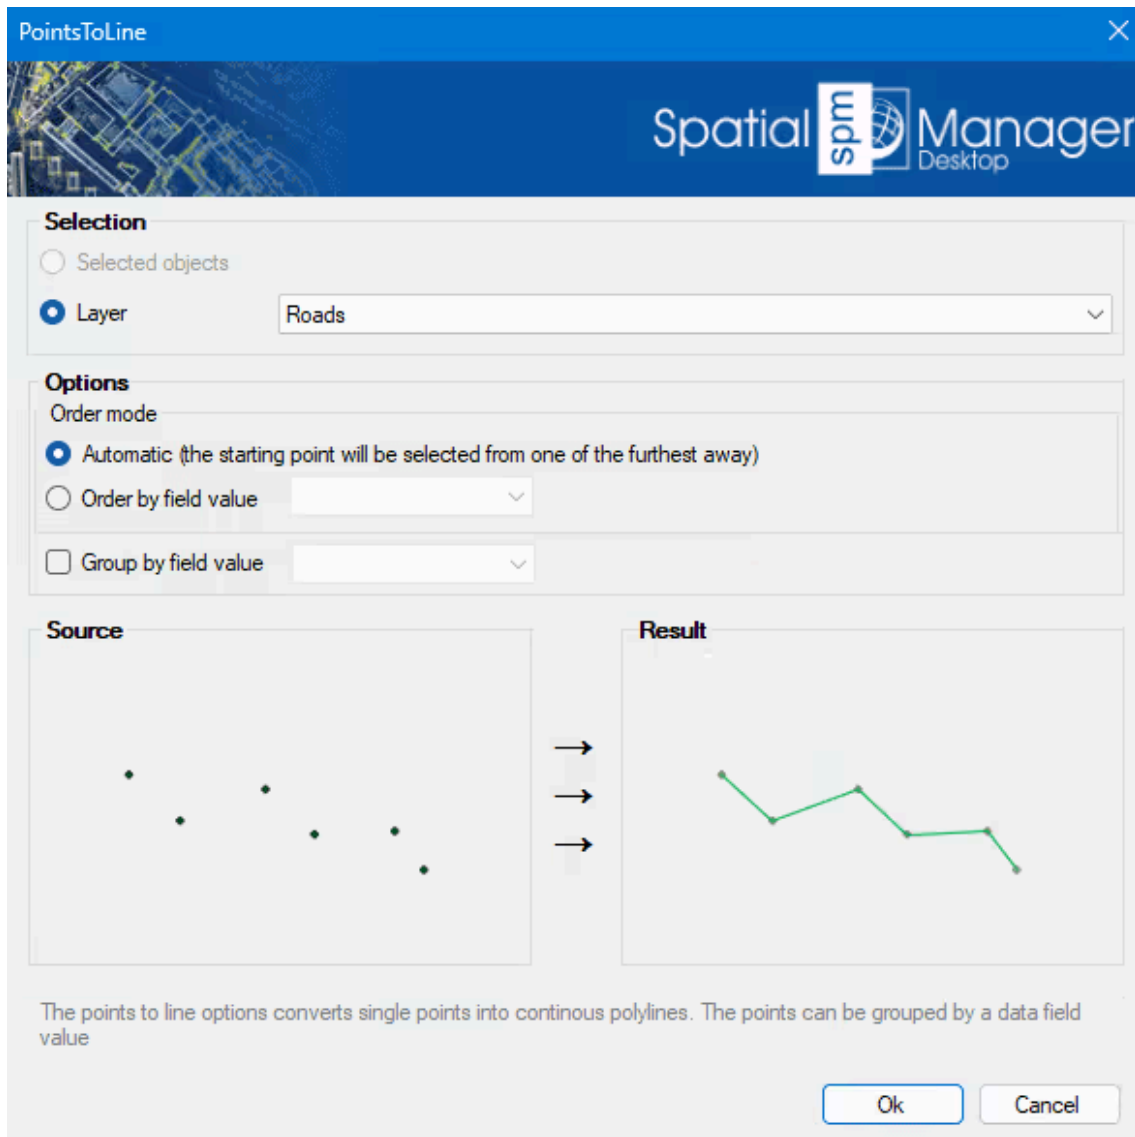 PointsToLine
Spatial spm Manager
Desktop
Selection
Selected objects
Layer Roads
Options
Order mode
Automatic (the starting point will be selected from one of the furthest away)
Order by field value
Group by field value
Source Result
The points to line options converts single points into continous polylines. The points can be grouped by a data field
value
Ok Cancel